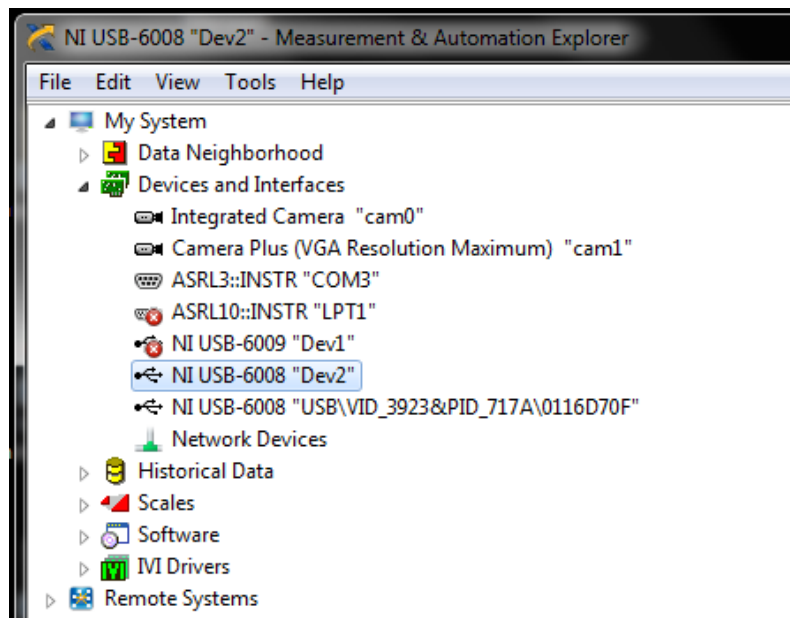 NI USB-6008 "Dev2" - Measurement & Automation Explorer
File Edit View Tools Help
My System
Data Neighborhood
Devices and Interfaces
Integrated Camera "cam0"
Camera Plus (VGA Resolution Maximum) "cam1"
ASRL3::INSTR "COM3"
ASRL10::INSTR "LPT1"
NI USB-6009 "Dev1"
NI USB-6008 "Dev2"
NI USB-6008 "USB\VID_3923&PID_717A\0116D70F"
Network Devices
Historical Data
Scales
Software
IVI Drivers
Remote Systems